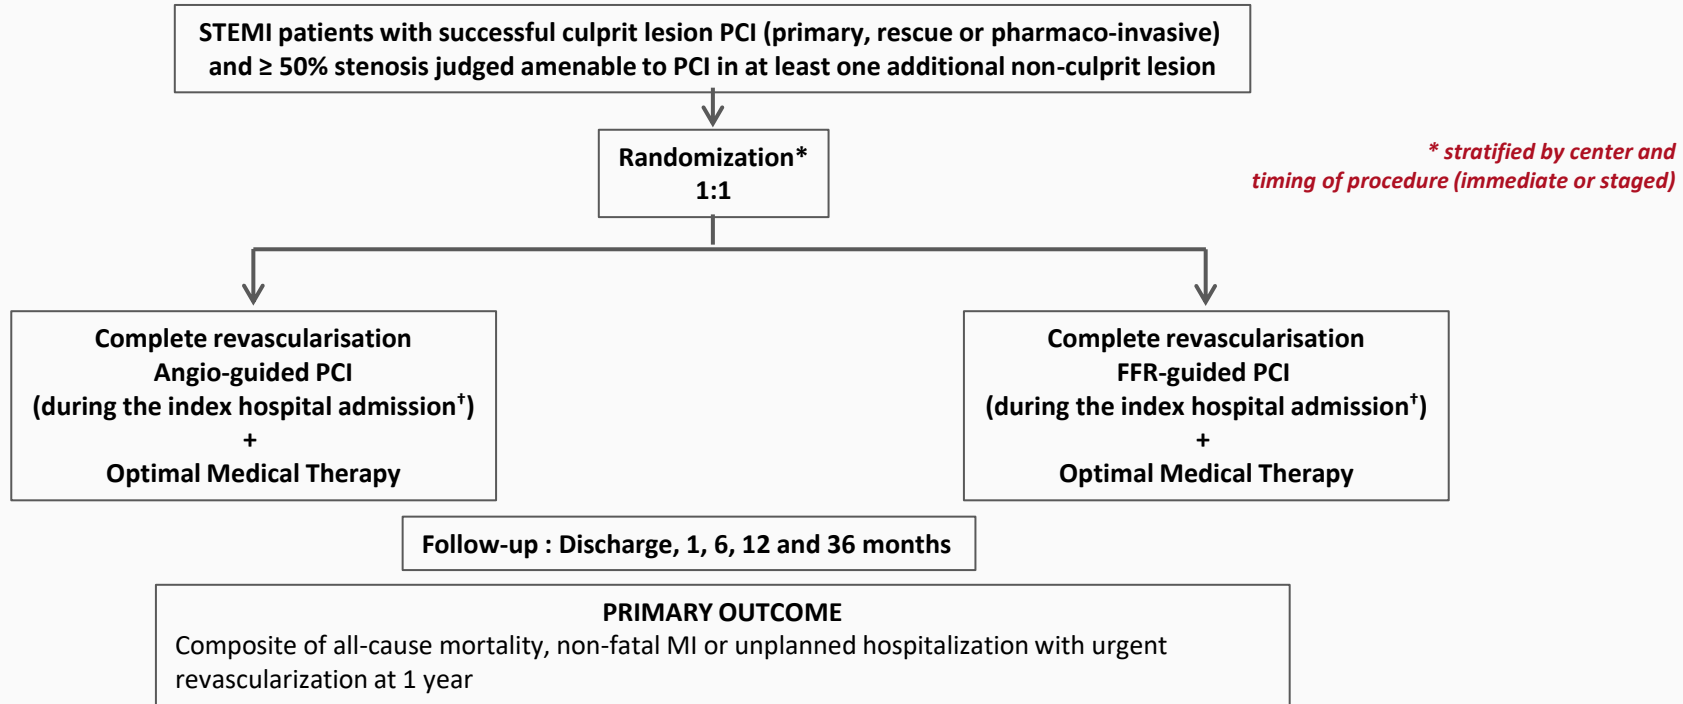 STEMI patients with successful culprit lesion PCI (primary, rescue or pharmaco-invasive)
and ≥ 50% stenosis judged amenable to PCI in at least one additional non-culprit lesion
Randomization*
1:1
* stratified by center and
timing of procedure (immediate or staged)
Complete revascularisation
Angio-guided PCI
(during the index hospital admission†)
+
Optimal Medical Therapy
Complete revascularisation
FFR-guided PCI
(during the index hospital admission†)
+
Optimal Medical Therapy
Follow-up : Discharge, 1, 6, 12 and 36 months
PRIMARY OUTCOME
Composite of all-cause mortality, non-fatal MI or unplanned hospitalization with urgent
revascularization at 1 year